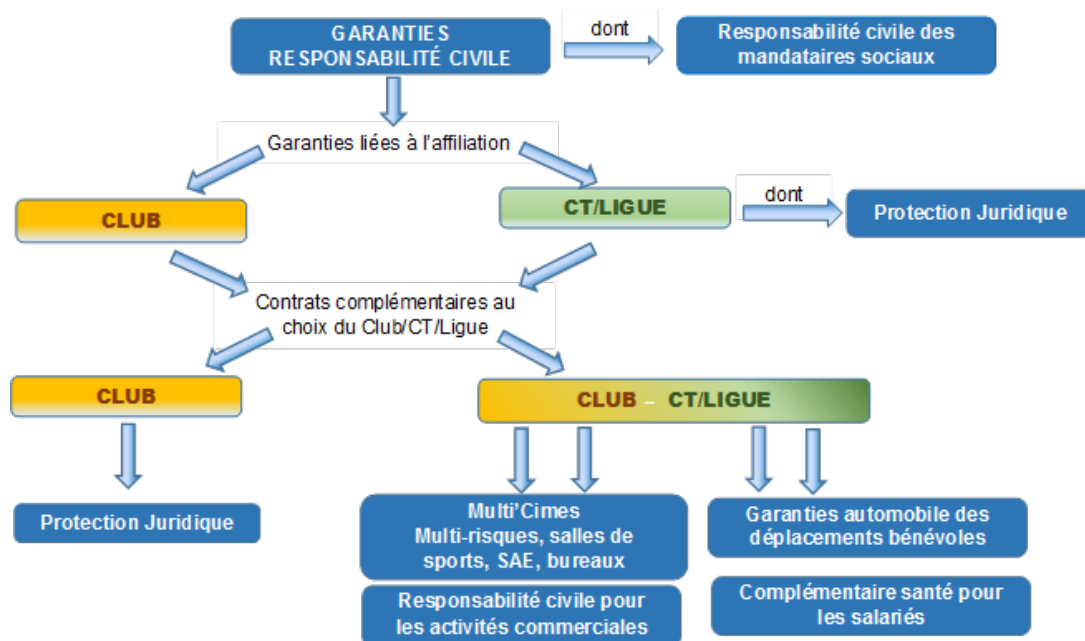 GARANTIES
RESPONSABILITÉ CIVILE
dont
Responsabilité civile des
mandataires sociaux
Garanties liées à l'affiliation
CLUB
CT/LIGUE
dont
Protection Juridique
Contrats complémentaires au
choix du Club/CT/Ligue
CLUB
CLUB – CT/LIGUE
Protection Juridique
Multi'Cimes
Multi-risques, salles de
sports, SAE, bureaux
Garanties automobile des
déplacements bénévoles
Responsabilité civile pour
les activités commerciales
Complémentaire santé pour
les salariés